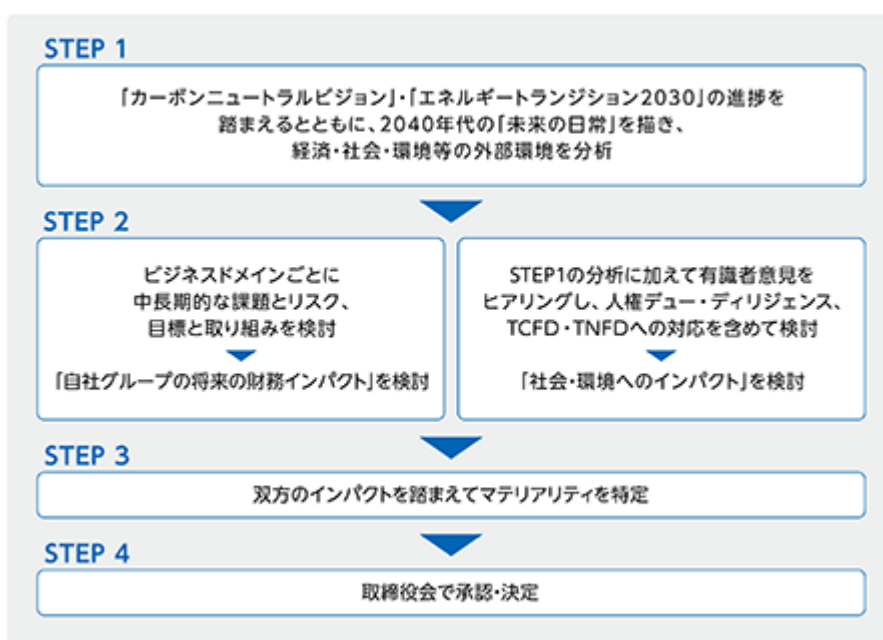 STEP 1
「カーボンニュートラルビジョン」・「エネルギートランジション2030」の進捗を
踏まえるとともに、2040年代の「未来の日常」を描き、
経済・社会・環境等の外部環境を分析
STEP 2
ビジネスドメインごとに
中長期的な課題とリスク、
目標と取り組みを検討
「自社グループの将来の財務インパクト」を検討
STEP1の分析に加えて有識者意見を
ヒアリングし、人権デュー・ディリジェンス、
TCFD・TNFDへの対応を含めて検討
「社会・環境へのインパクト」を検討
STEP 3
双方のインパクトを踏まえてマテリアリティを特定
STEP 4
取締役会で承認・決定